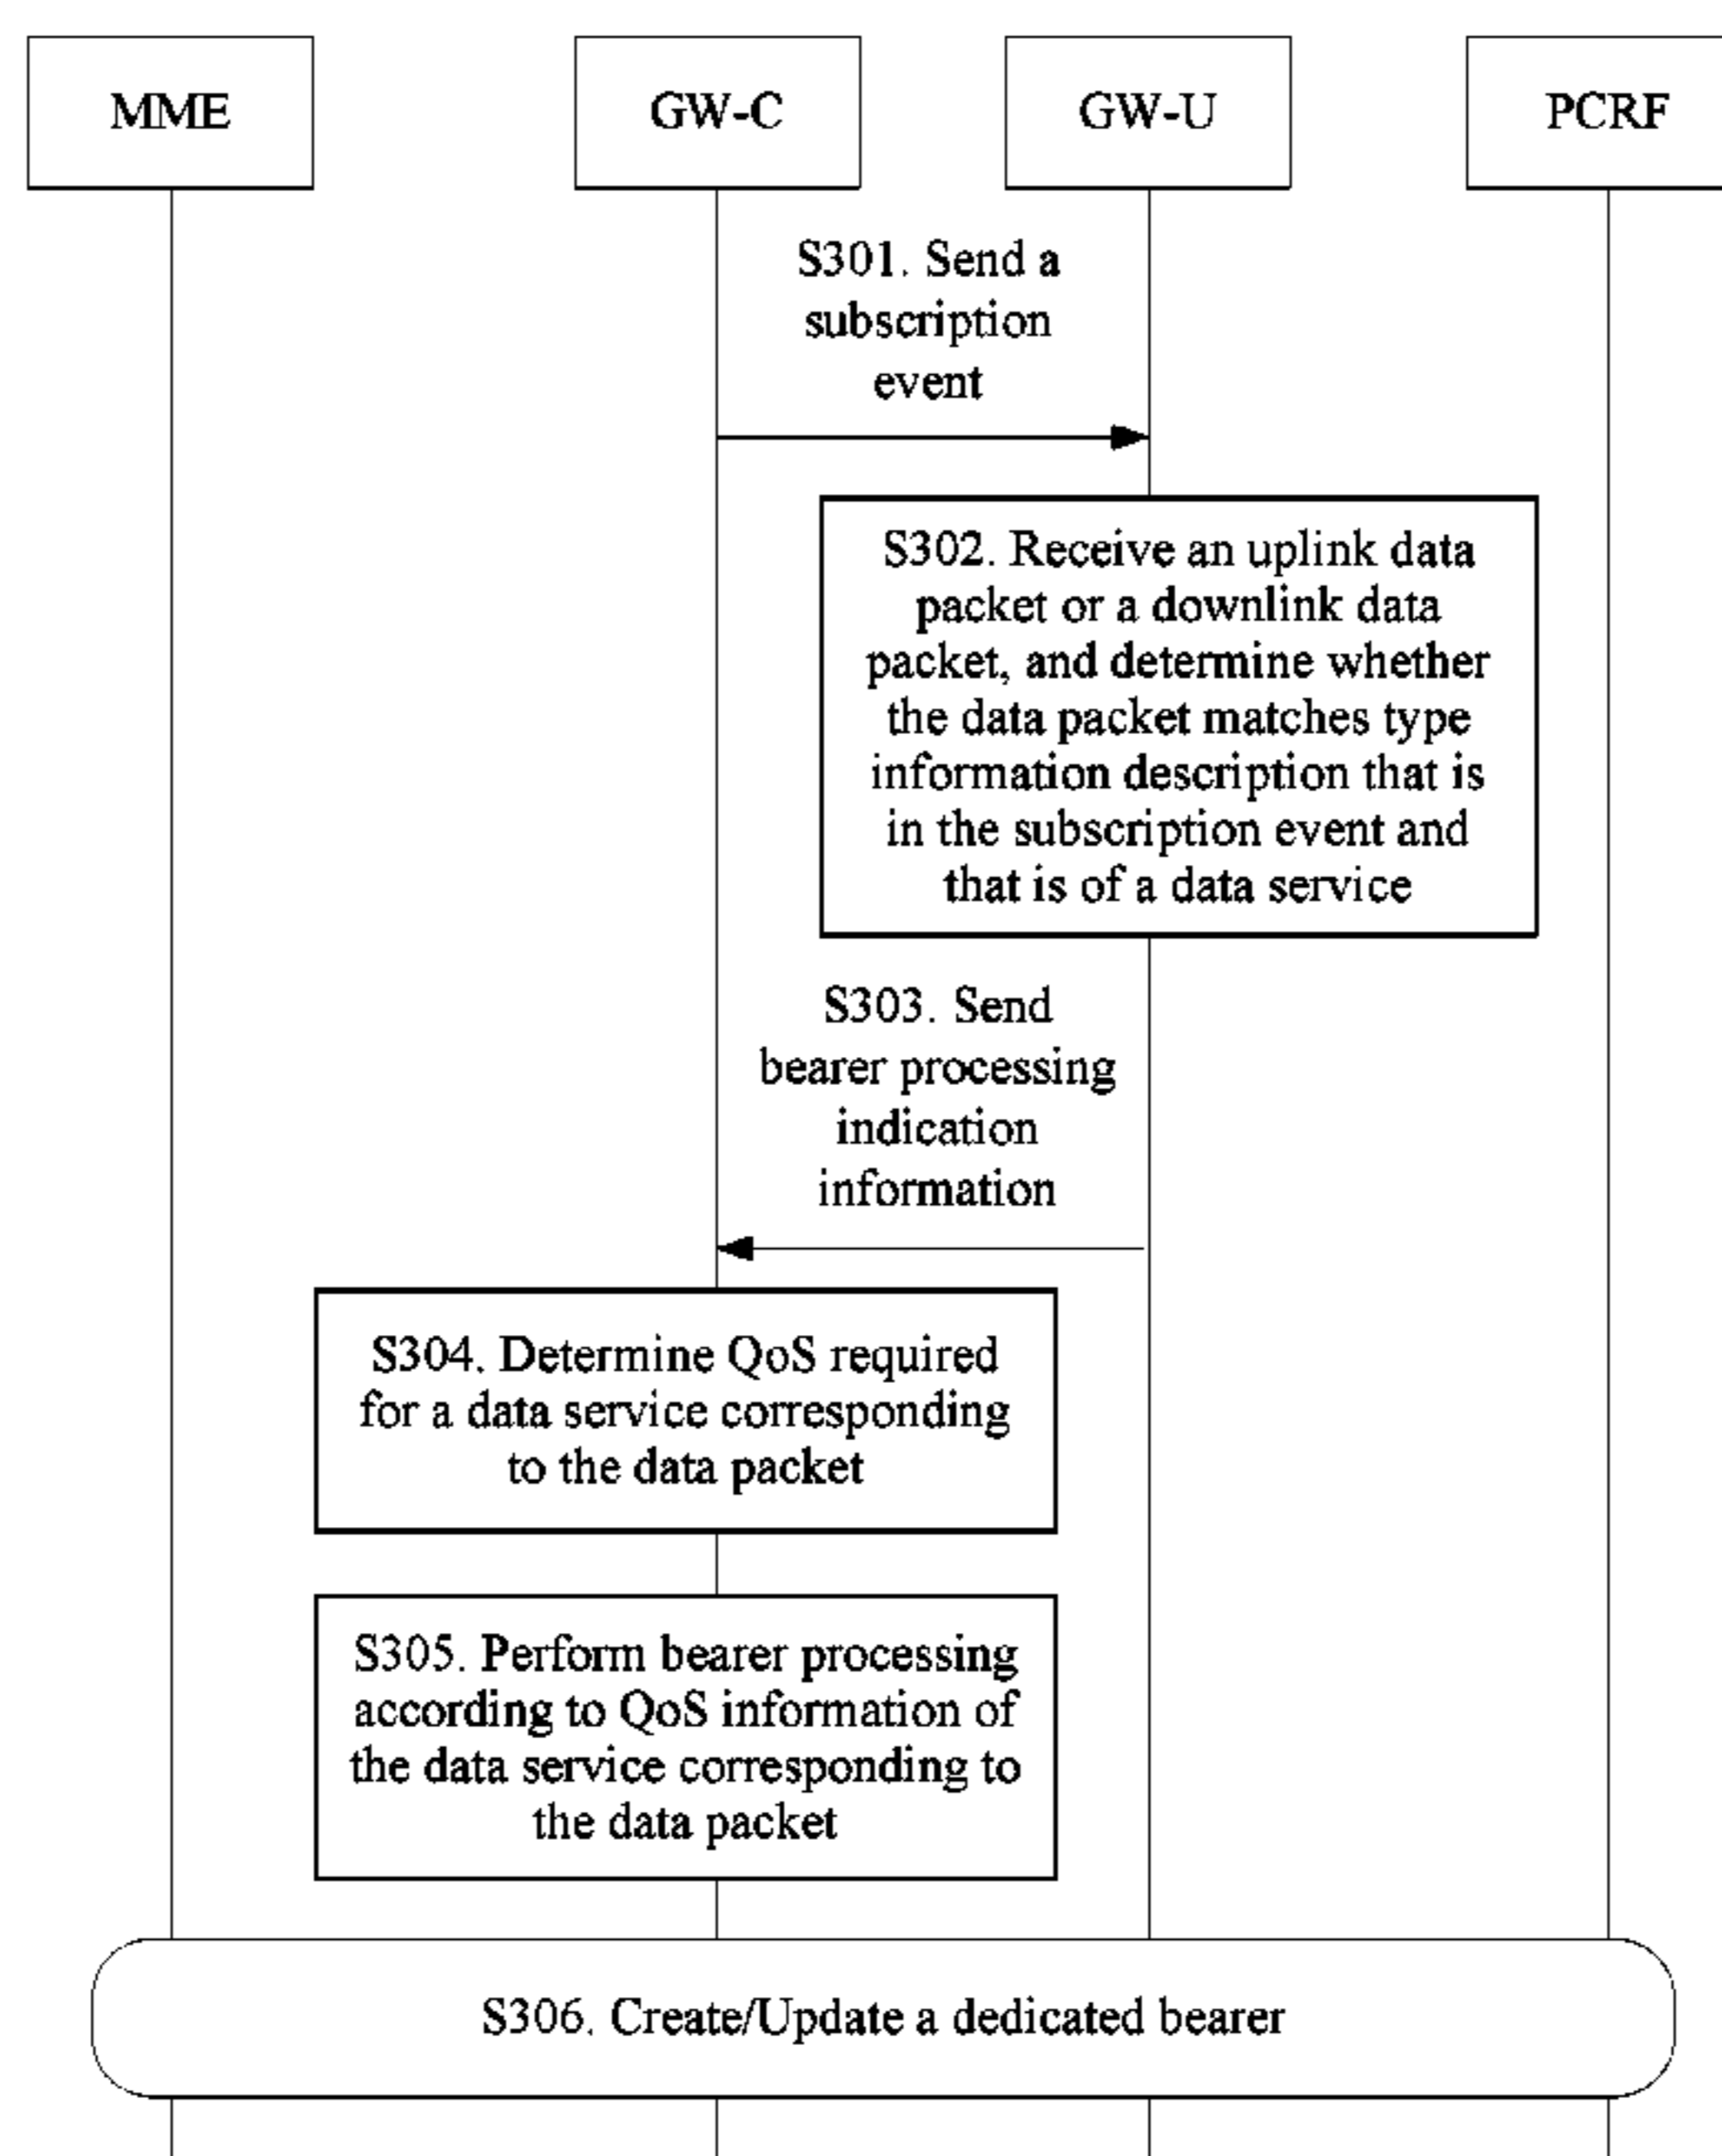 MME
GW-C
GW-U
PCRF
S301. Send a
subscription
event
S302. Receive an uplink data
packet or a downlink data
packet, and determine whether
the data packet matches type
information description that is
in the subscription event and
that is of a data service
S303. Send
bearer processing
indication
information
S304. Determine QoS required
for a data service corresponding
to the data packet
S305. Perform bearer processing
according to QoS information of
the data service corresponding to
the data packet
S306. Create/Update a dedicated bearer